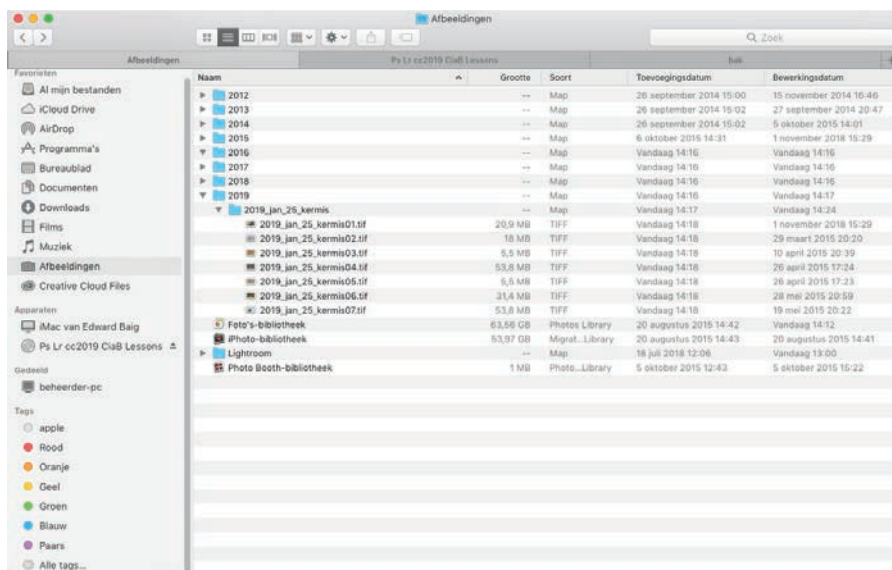 Afbeeldingen
Zoek
Afbeeldingen Ps Lr cc2019 CiaB Lessons bak
Favorieten
Al mijn bestanden
iCloud Drive
AirDrop
Programma's
Bureaublad
Documenten
Downloads
Films
Muziek
Afbeeldingen
Creative Cloud Files
Apparaten
iMac van Edward Baig
Ps Lr cc2019 CiaB Lessons
Gedeeld
beheerder-pc
Tags
apple
Rood
Oranje
Geel
Groen
Blauw
Paars
Alle tags...
Naam Grootte Soort Toevoegingsdatum Bewerkingsdatum
2012 -- Map 26 september 2014 15:00 15 november 2014 16:46
2013 -- Map 26 september 2014 15:02 27 september 2014 20:47
2014 -- Map 26 september 2014 15:02 5 oktober 2015 14:01
2015 -- Map 6 oktober 2015 14:31 1 november 2018 15:29
2016 -- Map Vandaag 14:16 Vandaag 14:16
2017 -- Map Vandaag 14:16 Vandaag 14:16
2018 -- Map Vandaag 14:16 Vandaag 14:16
2019 -- Map Vandaag 14:16 Vandaag 14:17
2019_jan_25_kermis -- Map Vandaag 14:17 Vandaag 14:24
2019_jan_25_kermis01.tif 20,9 MB TIFF Vandaag 14:18 1 november 2018 15:29
2019_jan_25_kermis02.tif 18 MB TIFF Vandaag 14:18 29 maart 2015 20:20
2019_jan_25_kermis03.tif 5,5 MB TIFF Vandaag 14:18 10 april 2015 20:39
2019_jan_25_kermis04.tif 53,8 MB TIFF Vandaag 14:18 26 april 2015 17:24
2019_jan_25_kermis05.tif MB TIFF Vandaag 14:18 26 april 2015 17:23
2019_jan_25_kermis06.tif 31,4 MB TIFF Vandaag 14:18 28 mei 2015 20:59
2019_jan_25_kermis07.tif 53,8 MB TIFF Vandaag 14:18 19 mei 2015 20:22
Foto's-bibliotheek 63,56 GB Photos Library 20 augustus 2015 14:42 Vandaag 14:12
iPhoto-bibliotheek 53,97 GB Migrat...Library 20 augustus 2015 14:43 20 augustus 2015 14:41
Lightroom -- Map 18 juli 2018 12:06 Vandaag 13:00
Photo Booth-bibliotheek 1 MB Photo...Library 5 oktober 2015 12:43 5 oktober 2015 15:22